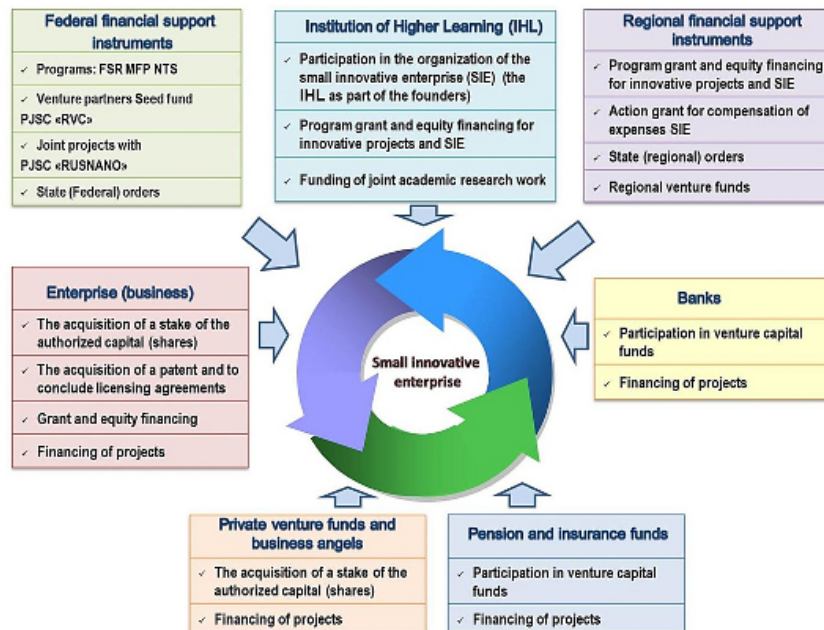 Federal financial support
instruments
✓ Programs: FSR MFP NTS
✓ Venture partners Seed fund
PJSC «RVC»
✓ Joint projects with
PJSC «RUSNANO»
✓ State (Federal) orders
Institution of Higher Learning (IHL)
✓ Participation in the organization of the
small innovative enterprise (SIE) (the
IHL as part of the founders)
✓ Program grant and equity financing for
innovative projects and SIE
✓ Funding of joint academic research work
Regional financial support
instruments
✓ Program grant and equity financing
for innovative projects and SIE
✓ Action grant for compensation of
expenses SIE
✓ State (regional) orders
✓ Regional venture funds
Enterprise (business)
✓ The acquisition of a stake of the
authorized capital (shares)
✓ The acquisition of a patent and to
conclude licensing agreements
✓ Grant and equity financing
✓ Financing of projects
Small innovative
enterprise
Banks
✓ Participation in venture capital
funds
✓ Financing of projects
Private venture funds and
business angels
✓ The acquisition of a stake of the
authorized capital (shares)
✓ Financing of projects
Pension and insurance funds
✓ Participation in venture capital
funds
✓ Financing of projects